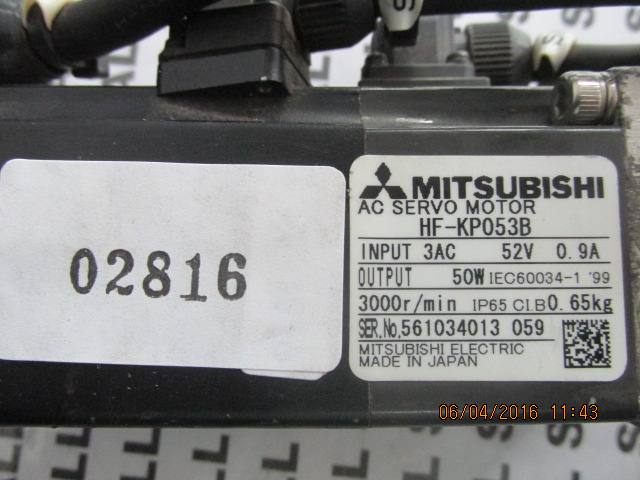 02816
MITSUBISHI
AC SERVO MOTOR
HF-KP053B
INPUT 3AC 52V 0.9A
OUTPUT 50W IEC60034-1 '99
3000r/min IP65 Cl.B 0.65kg
SER.No.561034013 059
MITSUBISHI ELECTRIC
MADE IN JAPAN
06/04/2016 11:43